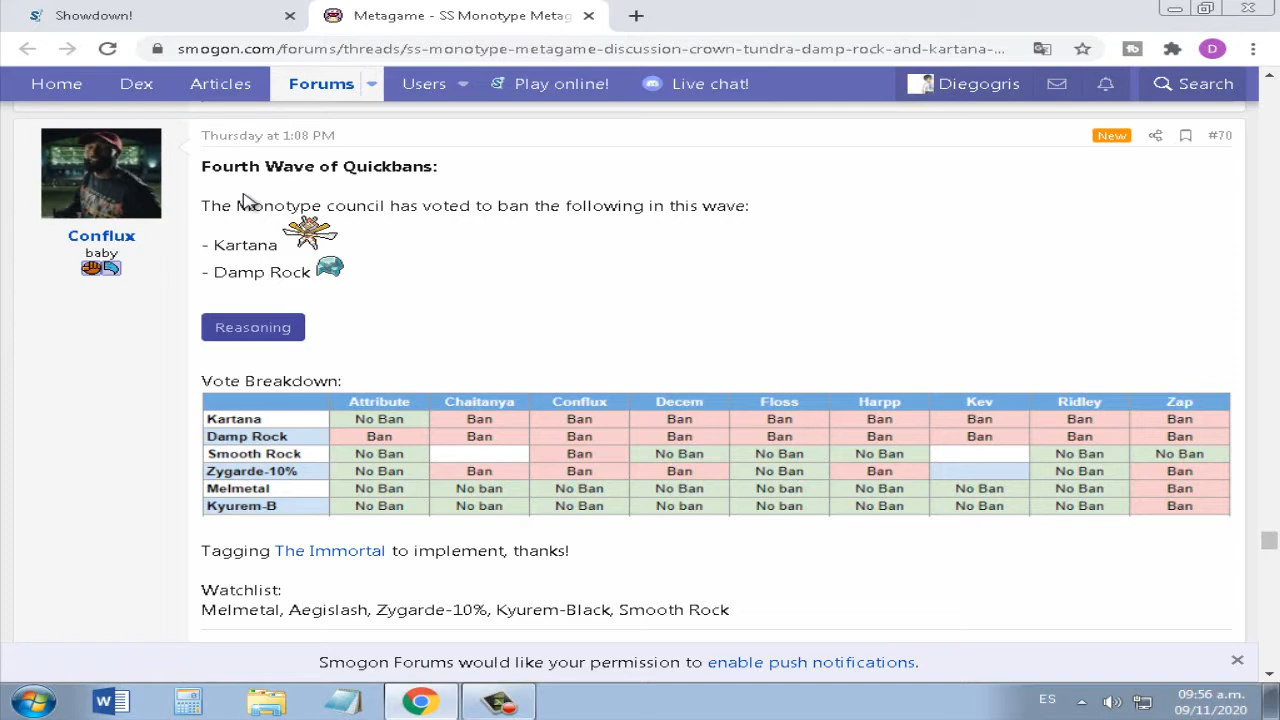 Showdown!
Metagame - SS Monotype Metag
smogon.com/forums/threads/ss-monotype-metagame-discussion-crown-tundra-damp-rock-and-kartana-...
D
Home Dex Articles Forums Users Play online! Live chat! Diegogris Search
Thursday at 1:08 PM New #70
Fourth Wave of Quickbans:
The Monotype council has voted to ban the following in this wave:
Conflux
baby
- Kartana
- Damp Rock
Reasoning
Vote Breakdown:
Attribute Chaitanya Conflux Decem Floss Harpp Kev Ridley Zap
Kartana No Ban Ban Ban Ban Ban Ban Ban Ban Ban
Damp Rock Ban Ban Ban Ban Ban Ban Ban Ban Ban
Smooth Rock No Ban Ban No Ban No Ban No Ban No Ban No Ban
Zygarde-10% No Ban Ban Ban Ban No Ban Ban No Ban Ban
Melmetal No Ban No ban No Ban No Ban No ban No Ban No Ban No Ban Ban
Kyurem-B No Ban No ban No Ban No ban No ban No Ban No Ban No Ban Ban
Tagging The Immortal to implement, thanks!
Watchlist:
Melmetal, Aegislash, Zygarde-10%, Kyurem-Black, Smooth Rock
Smogon Forums would like your permission to enable push notifications.
ES
09:56 a.m.
09/11/2020